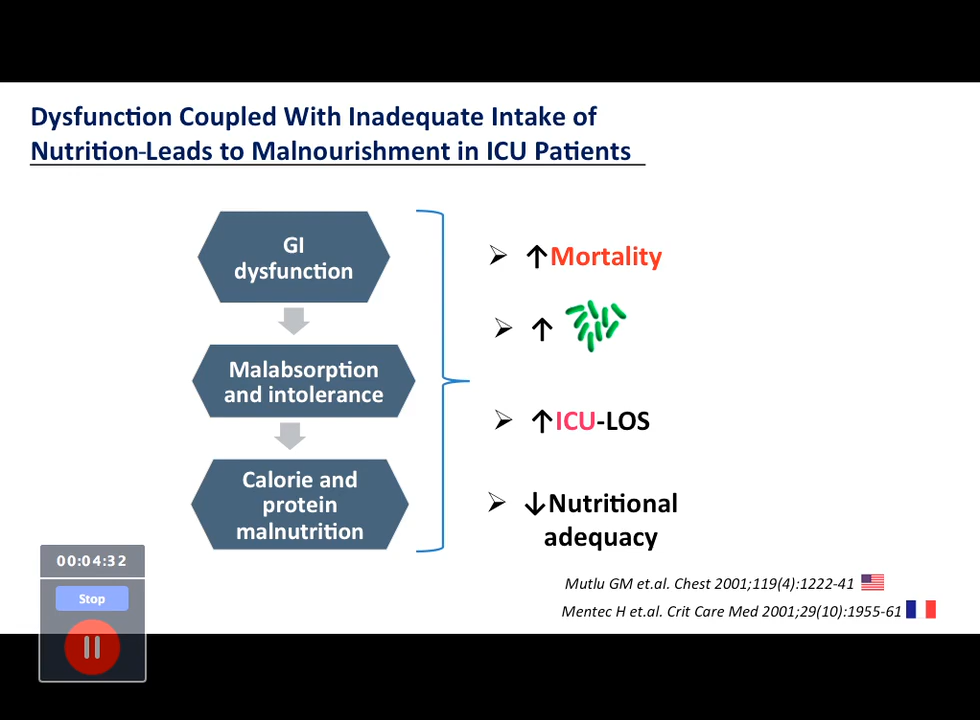 Dysfunction Coupled With Inadequate Intake of
Nutrition-Leads to Malnourishment in ICU Patients
GI
dysfunction
Malabsorption
and intolerance
Calorie and
protein
malnutrition
➢ ↑Mortality
➢ ↑
➢ ↑ICU-LOS
➢ ↓Nutritional
adequacy
Mutlu GM et.al. Chest 2001;119(4):1222-41
Mentec H et.al. Crit Care Med 2001;29(10):1955-61
00:04:32
Stop